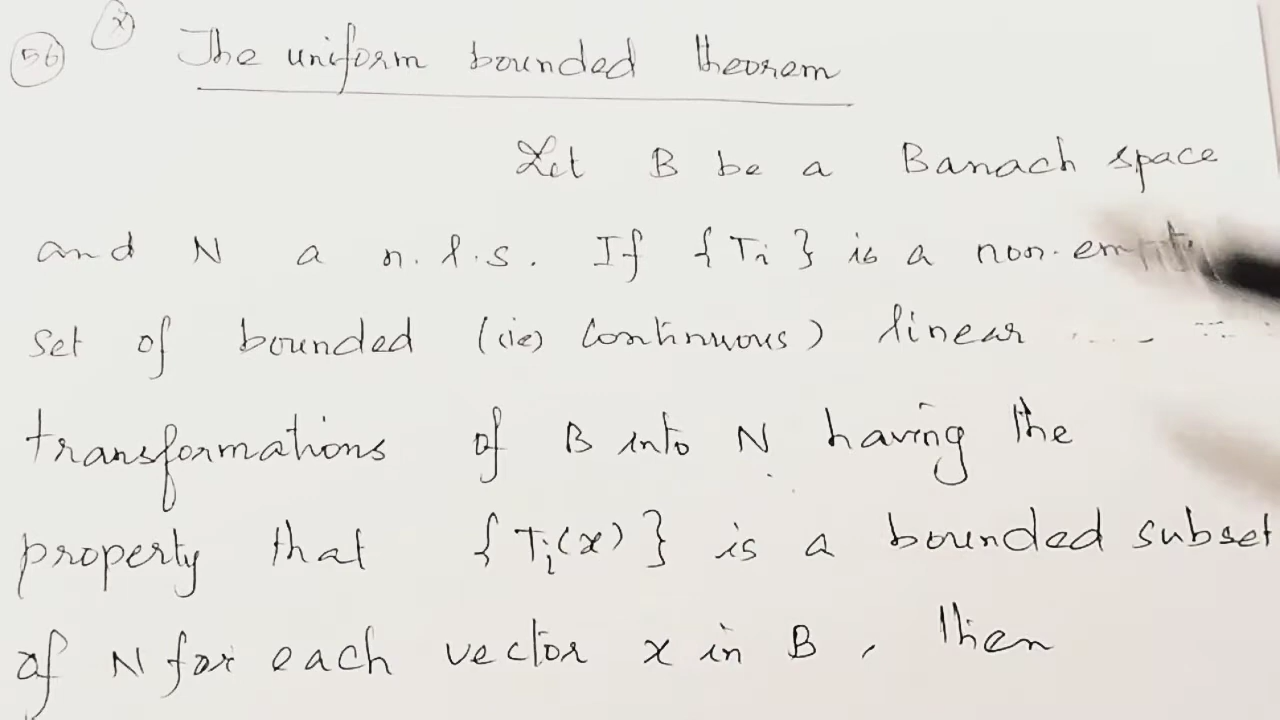 56 (x) The uniform bounded theorem
Let B be a Banach space
and N a n.l.s. If {Ti} is a non-empty
set of bounded (ie) continuous) linear
transformations of B into N having the
property that {Ti(x)} is a bounded subset
of N for each vector x in B, then